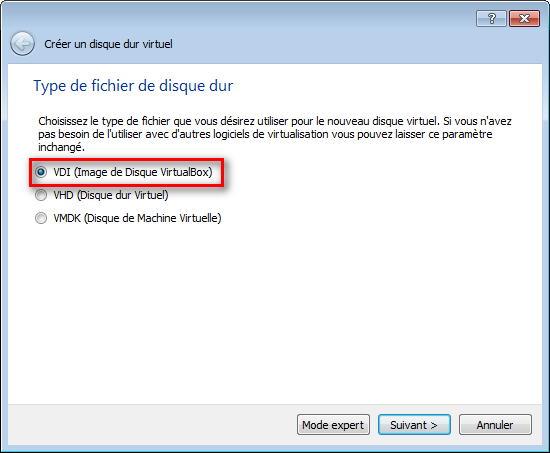 Créer un disque dur virtuel
Type de fichier de disque dur
Choisissez le type de fichier que vous désirez utiliser pour le nouveau disque virtuel. Si vous n'avez
pas besoin de l'utiliser avec d'autres logiciels de virtualisation vous pouvez laisser ce paramètre
inchangé.
VDI (Image de Disque VirtualBox)
VHD (Disque dur Virtuel)
VMDK (Disque de Machine Virtuelle)
Mode expert Suivant > Annuler